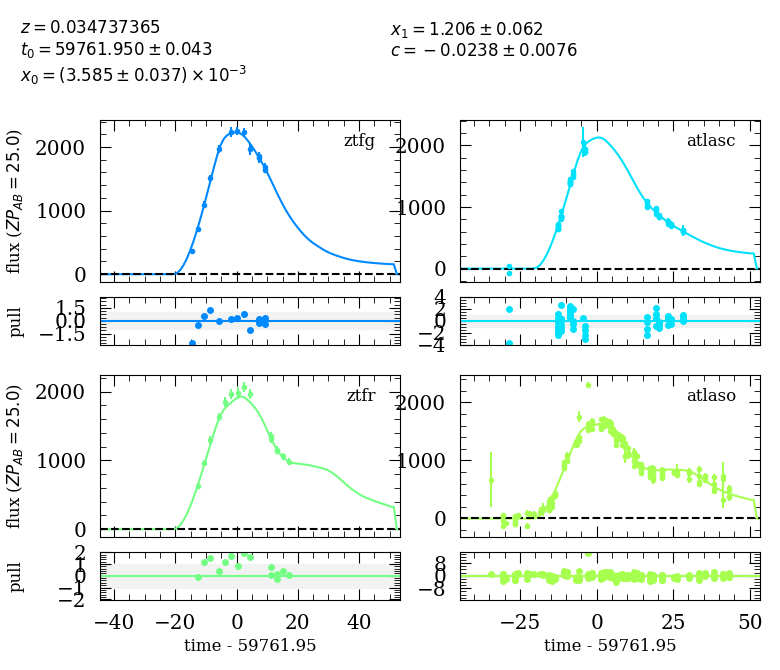 z = 0.034737365
t₀ = 59761.950 ± 0.043
x₀ = (3.585 ± 0.037) × 10⁻³
x₁ = 1.206 ± 0.062
c = −0.0238 ± 0.0076
flux (ZP_AB = 25.0)
2000
1000
0
ztfg
2000
1000
0
atlasc
pull
1.5
0.0
−1.5
4
2
0
−2
−4
flux (ZP_AB = 25.0)
2000
1000
0
ztfr
2000
1000
0
atlaso
pull
2
1
0
−1
−2
8
0
−8
−40 −20 0 20 40
time - 59761.95
−25 0 25 50
time - 59761.95